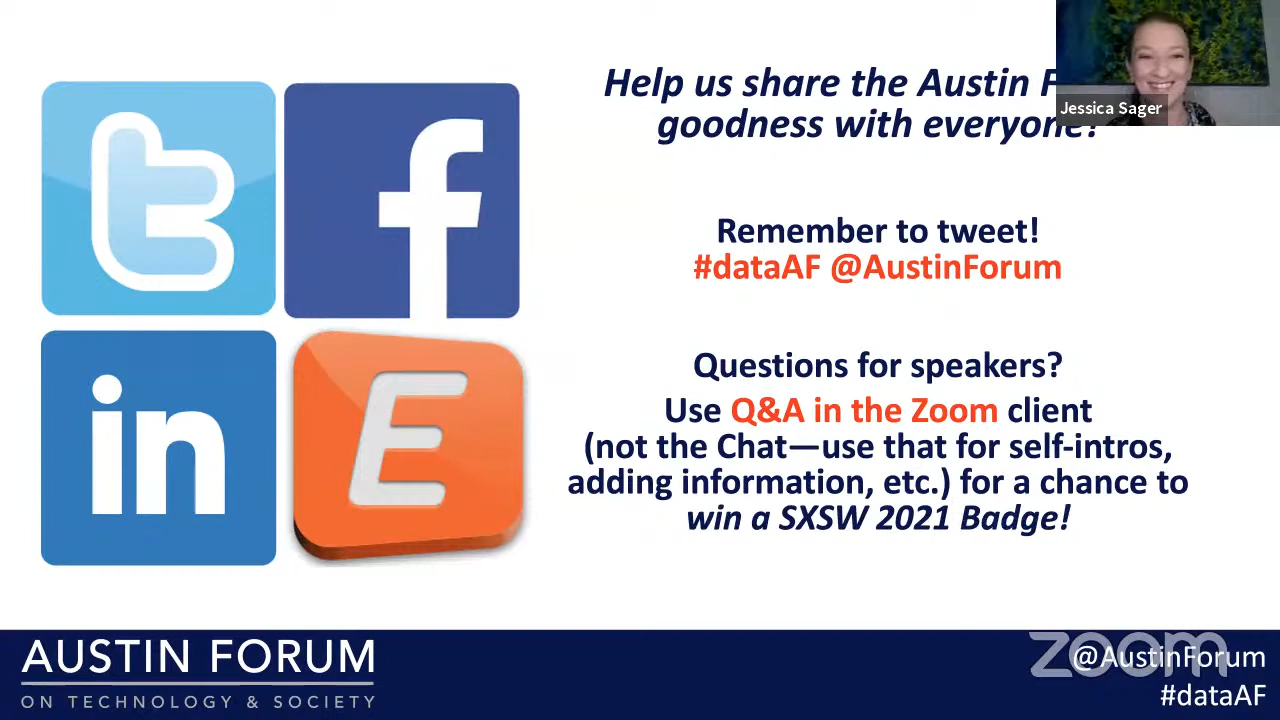 Help us share the Austin F
goodness with everyone!
Jessica Sager
Remember to tweet!
#dataAF @AustinForum
Questions for speakers?
Use Q&A in the Zoom client
(not the Chat—use that for self-intros,
adding information, etc.) for a chance to
win a SXSW 2021 Badge!
t
f
in
E
AUSTIN FORUM
ON TECHNOLOGY & SOCIETY
zoom
@AustinForum
#dataAF